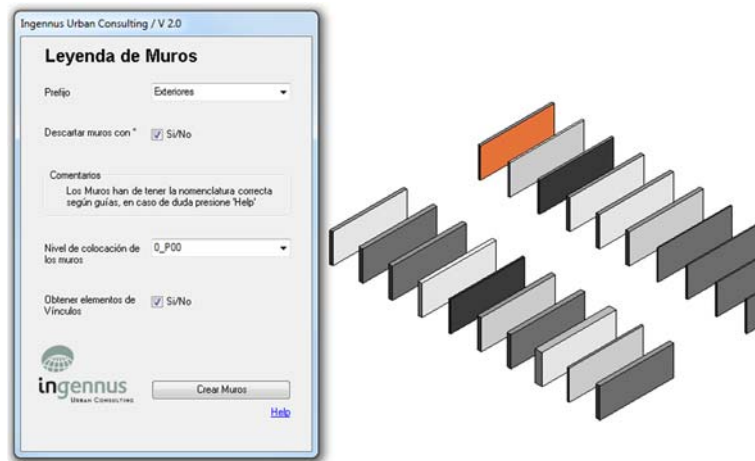 Ingennus Urban Consulting / V 2.0
Leyenda de Muros
Prefijo
Exteriores
Descartar muros con *
Si/No
Comentarios
Los Muros han de tener la nomenclatura correcta
según guías, en caso de duda presione 'Help'
Nivel de colocación de
los muros
0_P00
Obtener elementos de
Vínculos
Si/No
ingennus
Urban Consulting
Crear Muros
Help